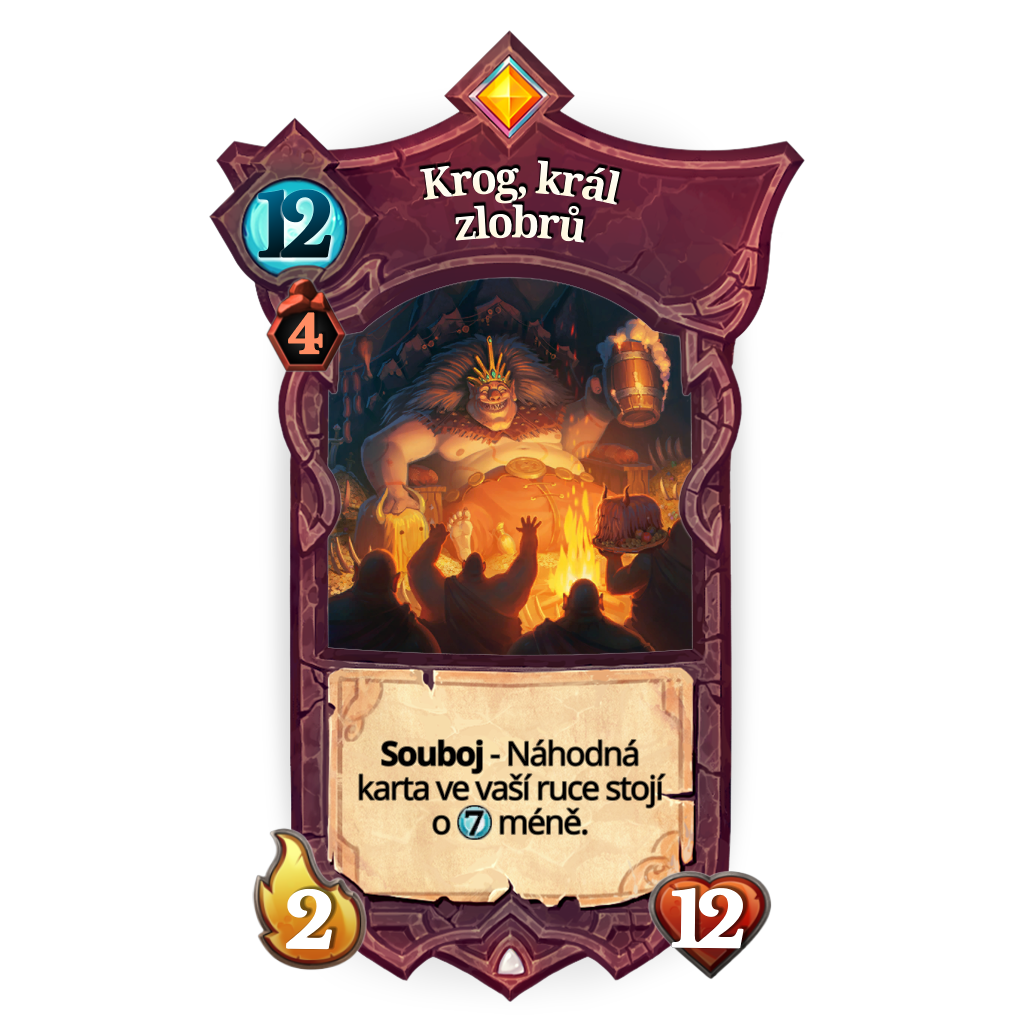 Krog, král
zlobrů
12
4
Souboj - Náhodná
karta ve vaší ruce stojí
o 7 méně.
2
12